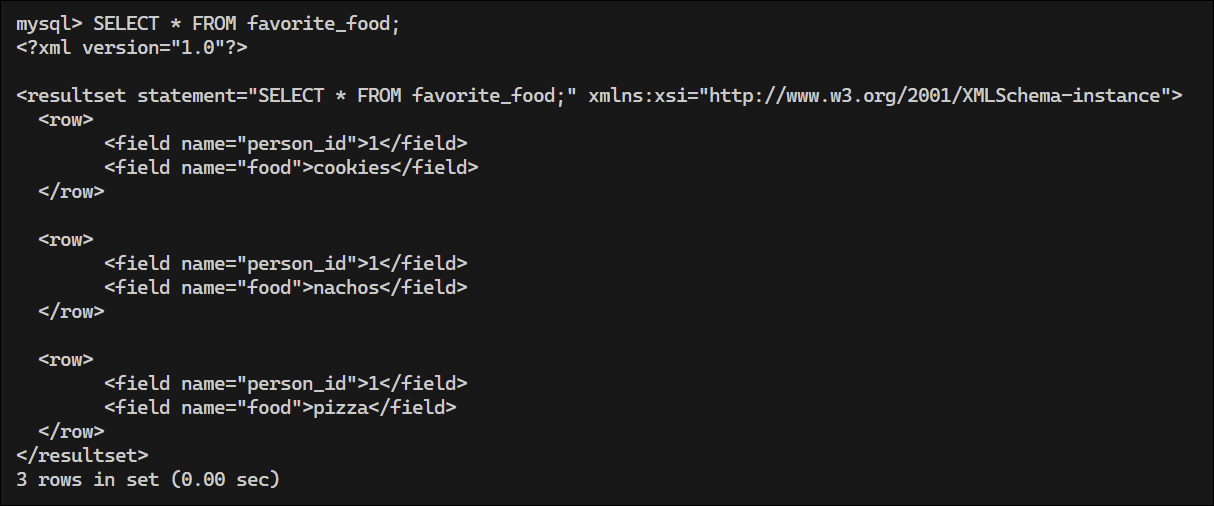 mysql> SELECT * FROM favorite_food;
<?xml version="1.0"?>

<resultset statement="SELECT * FROM favorite_food;" xmlns:xsi="http://www.w3.org/2001/XMLSchema-instance">
  <row>
        <field name="person_id">1</field>
        <field name="food">cookies</field>
  </row>

  <row>
        <field name="person_id">1</field>
        <field name="food">nachos</field>
  </row>

  <row>
        <field name="person_id">1</field>
        <field name="food">pizza</field>
  </row>
</resultset>
3 rows in set (0.00 sec)